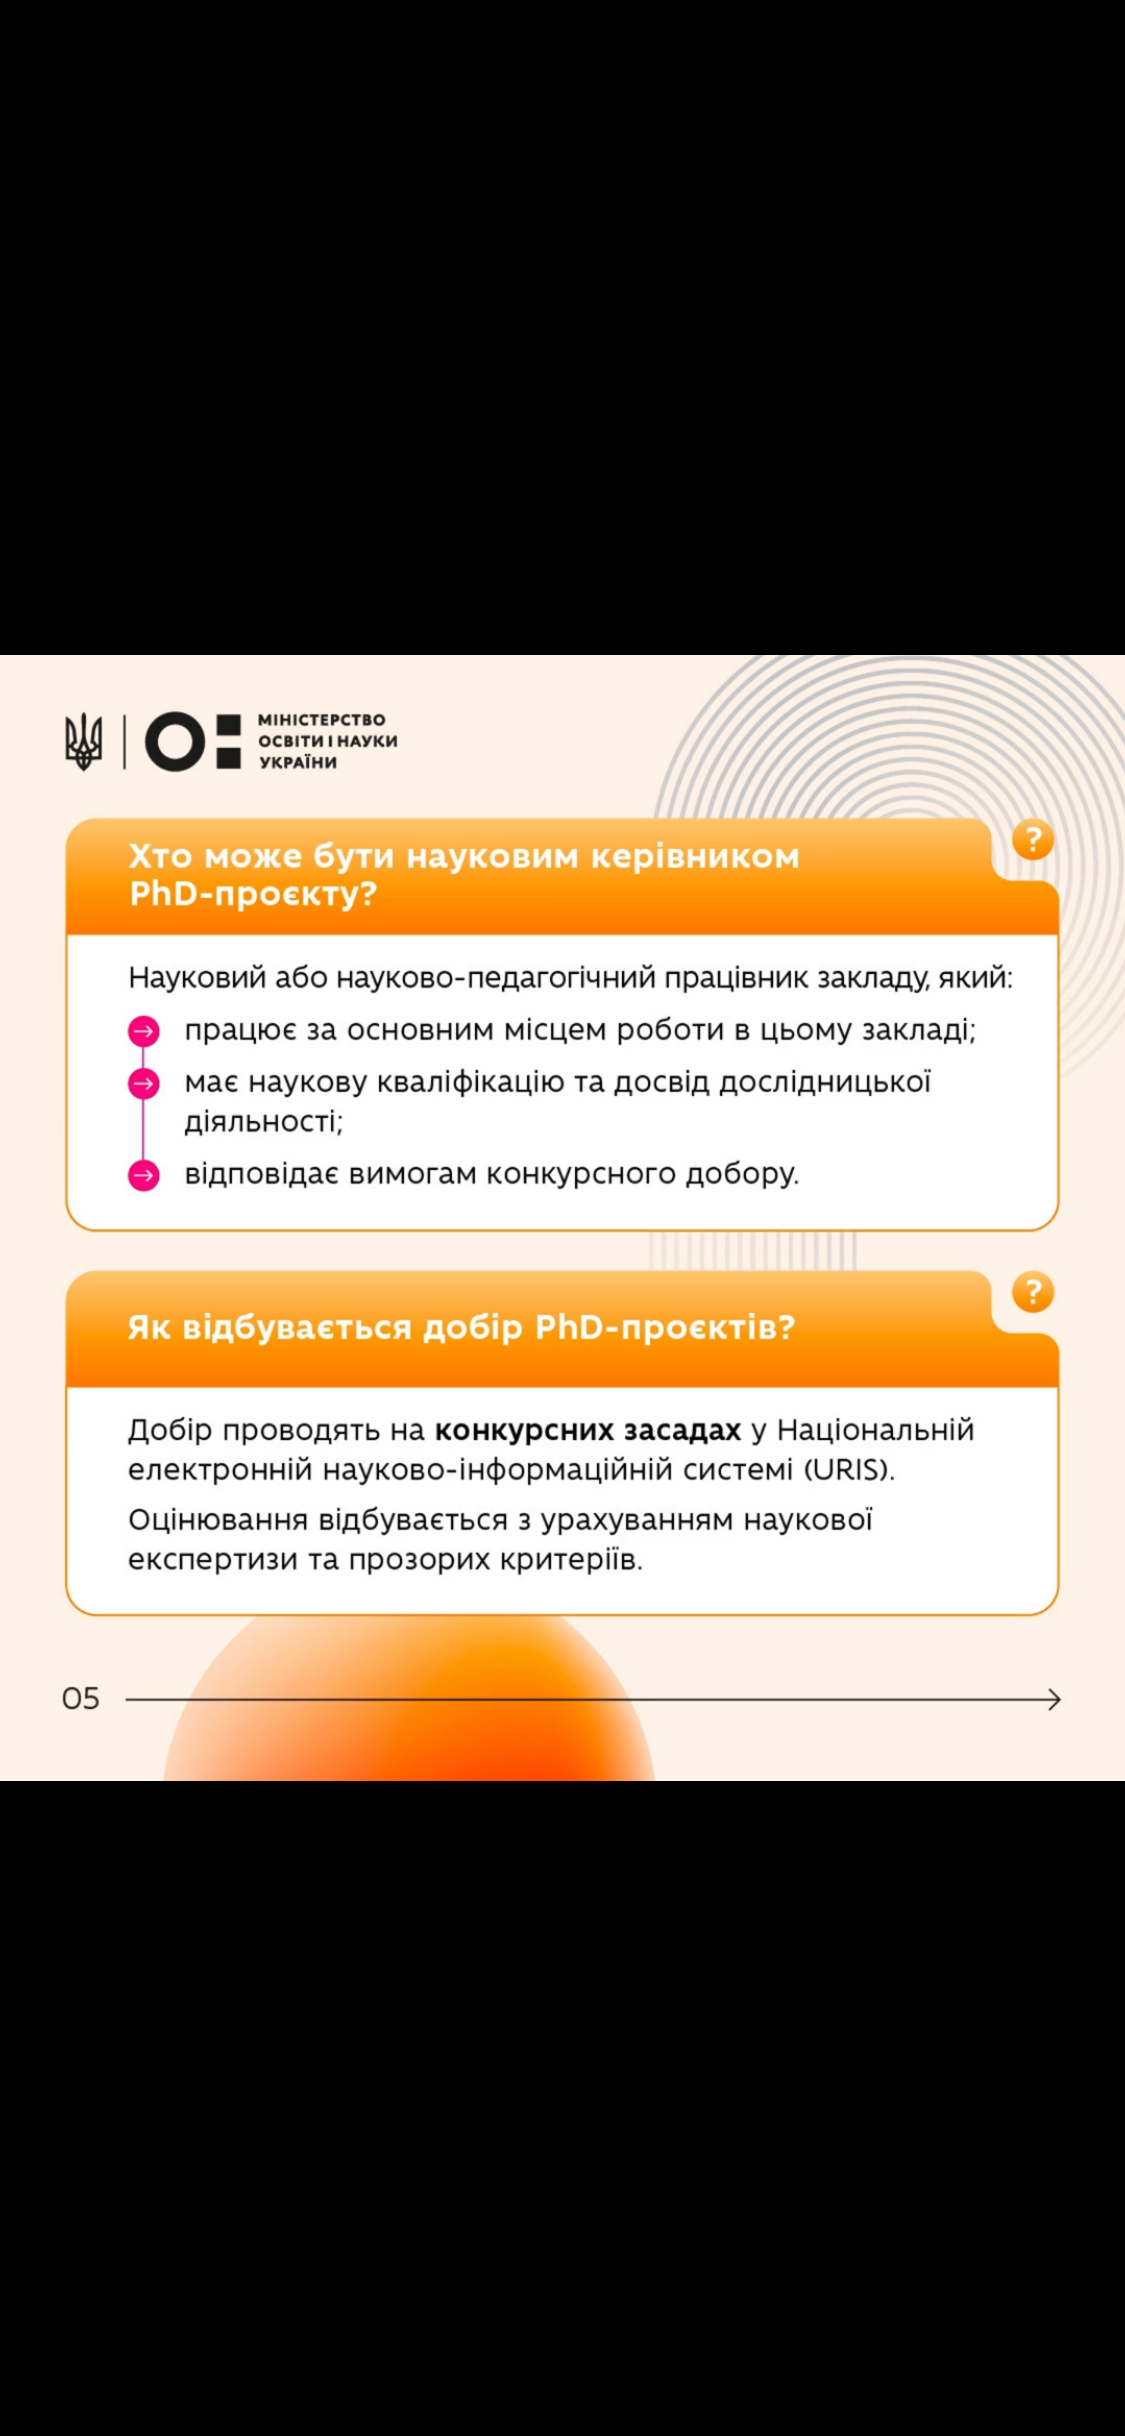 МІНІСТЕРСТВО
ОСВІТИ І НАУКИ
УКРАЇНИ
Хто може бути науковим керівником
PhD-проєкту?
?
Науковий або науково-педагогічний працівник закладу, який:
працює за основним місцем роботи в цьому закладі;
має наукову кваліфікацію та досвід дослідницької
діяльності;
відповідає вимогам конкурсного добору.
Як відбувається добір PhD-проєктів?
?
Добір проводять на конкурсних засадах у Національній
електронній науково-інформаційній системі (URIS).
Оцінювання відбувається з урахуванням наукової
експертизи та прозорих критеріїв.
05